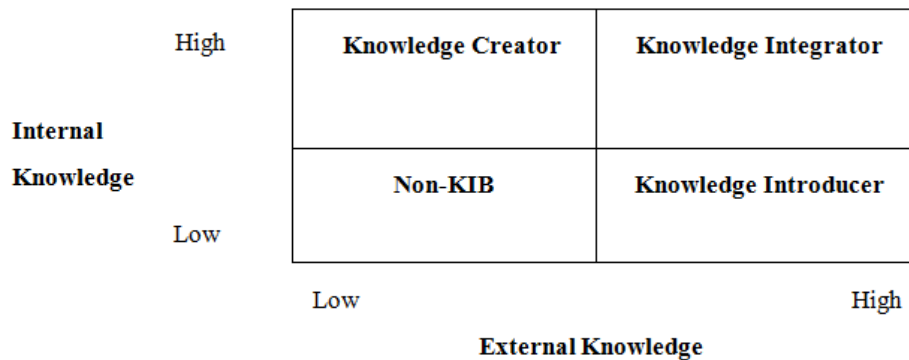 High
Knowledge Creator
Knowledge Integrator
Internal
Knowledge
Non-KIB
Knowledge Introducer
Low
Low
High
External Knowledge